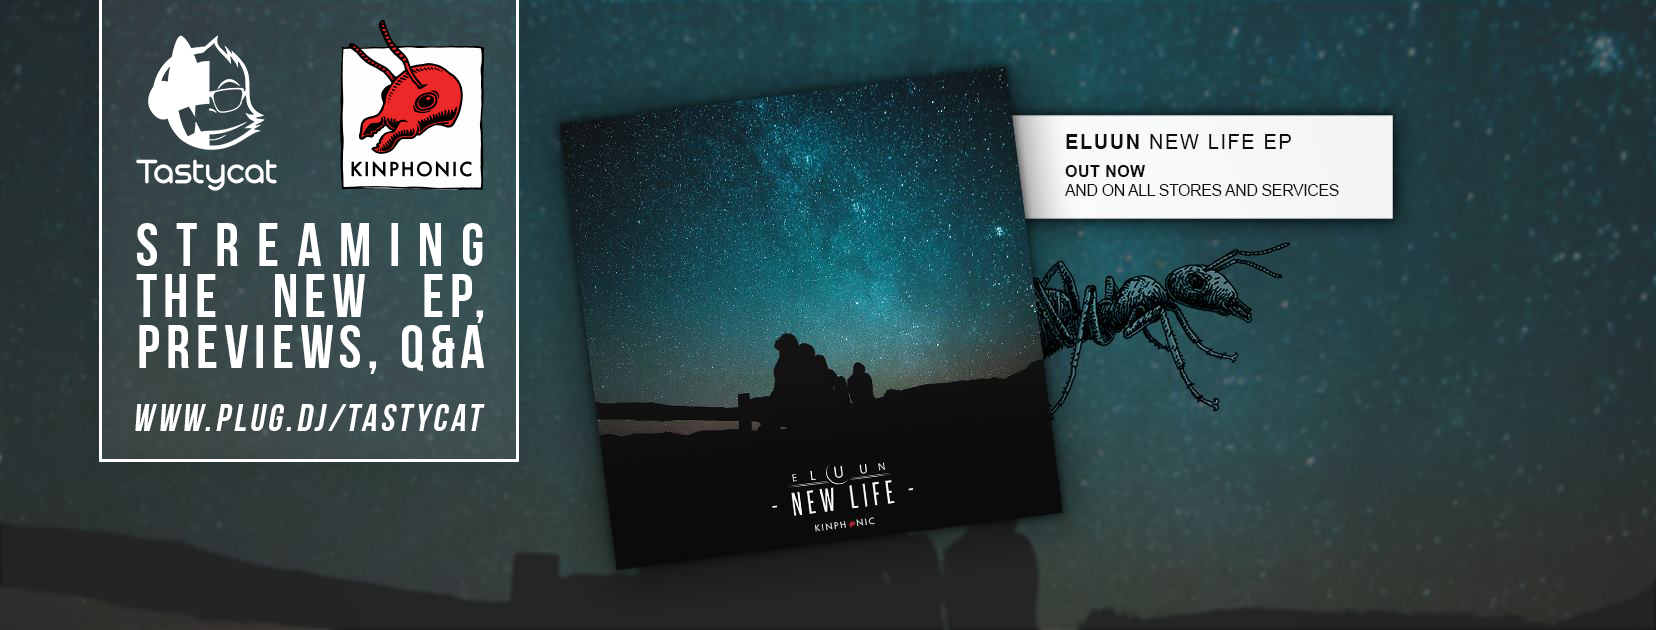 Tastycat
KINPHONIC
STREAMING
THE NEW EP,
PREVIEWS, Q&A
WWW.PLUG.DJ/TASTYCAT
ELUUN NEW LIFE EP
OUT NOW
AND ON ALL STORES AND SERVICES
ELUUN
- NEW LIFE -
KINPHONIC